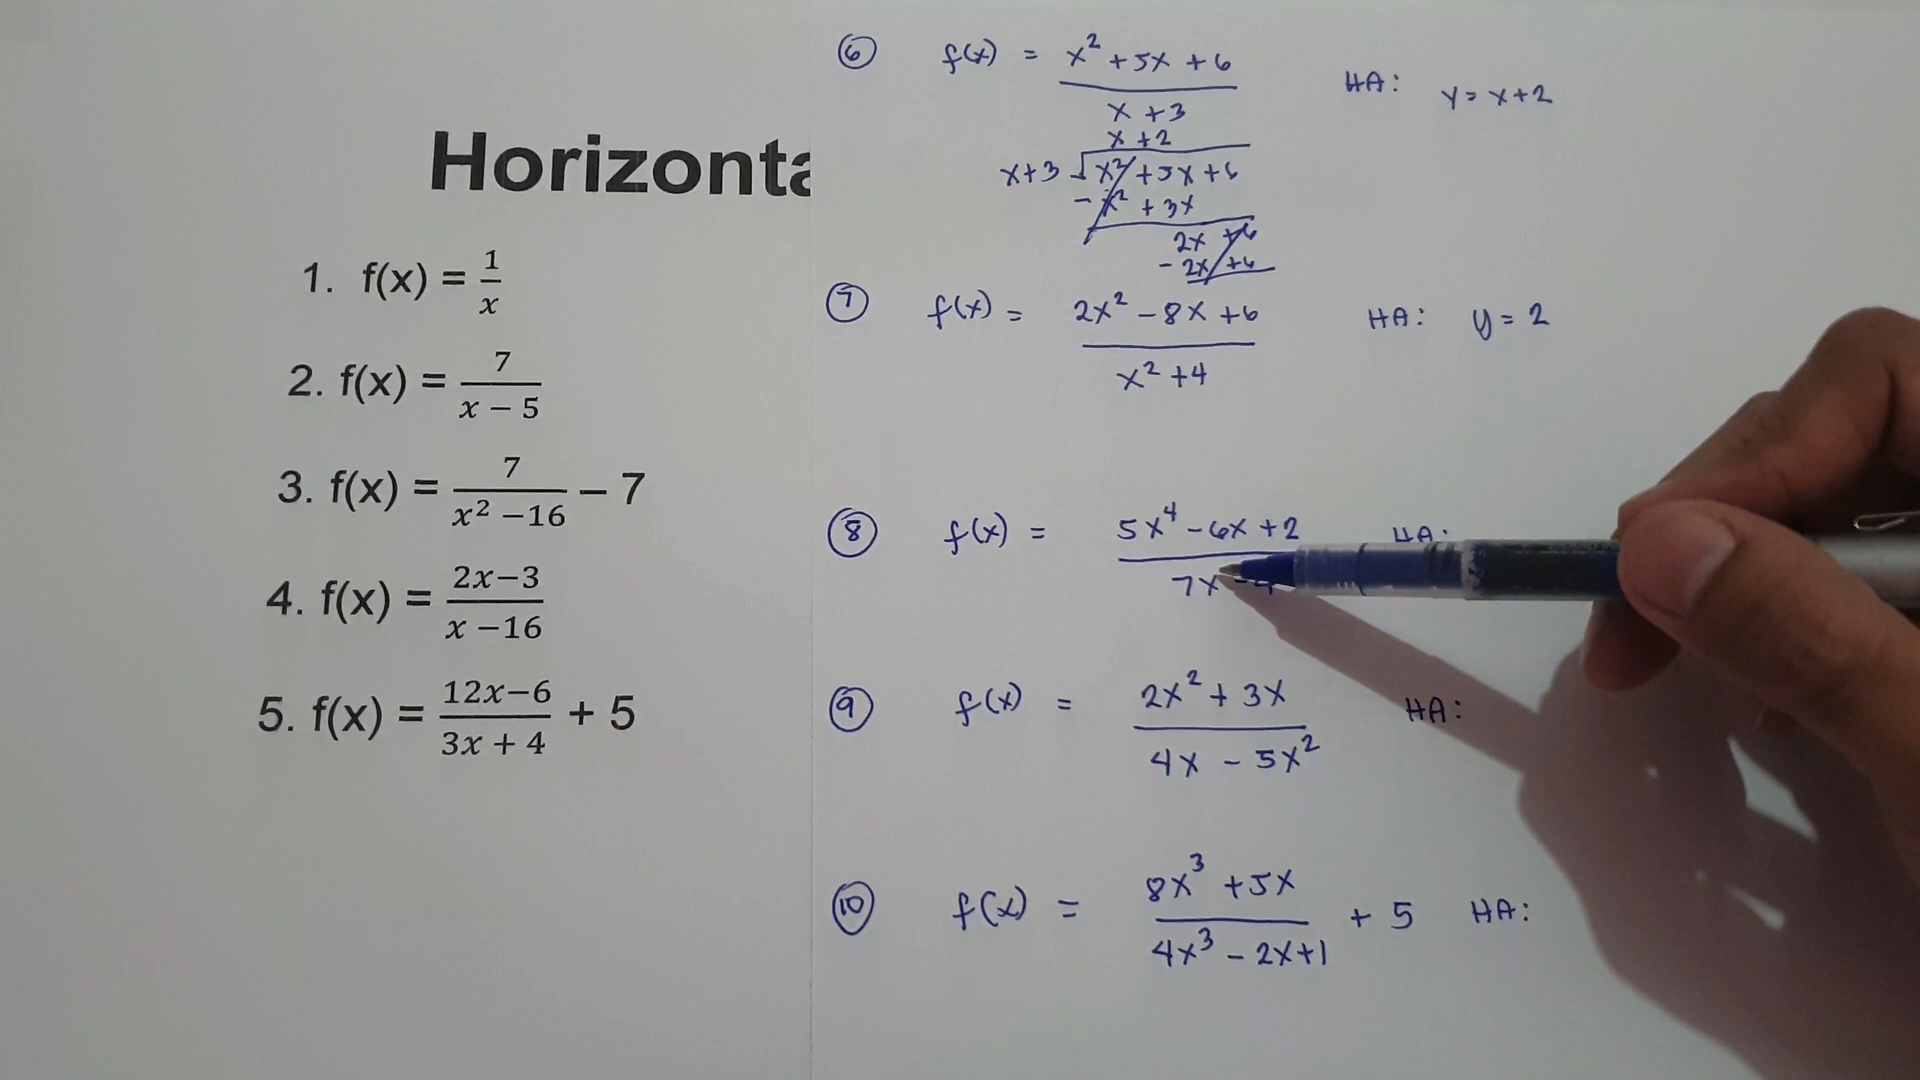 Horizonta
1. f(x) = 1/x
2. f(x) = 7/(x − 5)
3. f(x) = 7/(x² −16) − 7
4. f(x) = (2x−3)/(x −16)
5. f(x) = (12x−6)/(3x + 4) + 5
⑥ f(x) = (x² + 5x + 6)/(x + 3) HA: y = x+2
x + 2
x+3 √x² + 5x + 6
− x² + 3x
2x + 6
− 2x + 6
⑦ f(x) = (2x² − 8x + 6)/(x² + 4) HA: y = 2
⑧ f(x) = (5x⁴ − 6x + 2)/(7x − HA:
⑨ f(x) = (2x² + 3x)/(4x − 5x²) HA:
⑩ f(x) = (8x³ + 5x)/(4x³ − 2x + 1) + 5 HA: